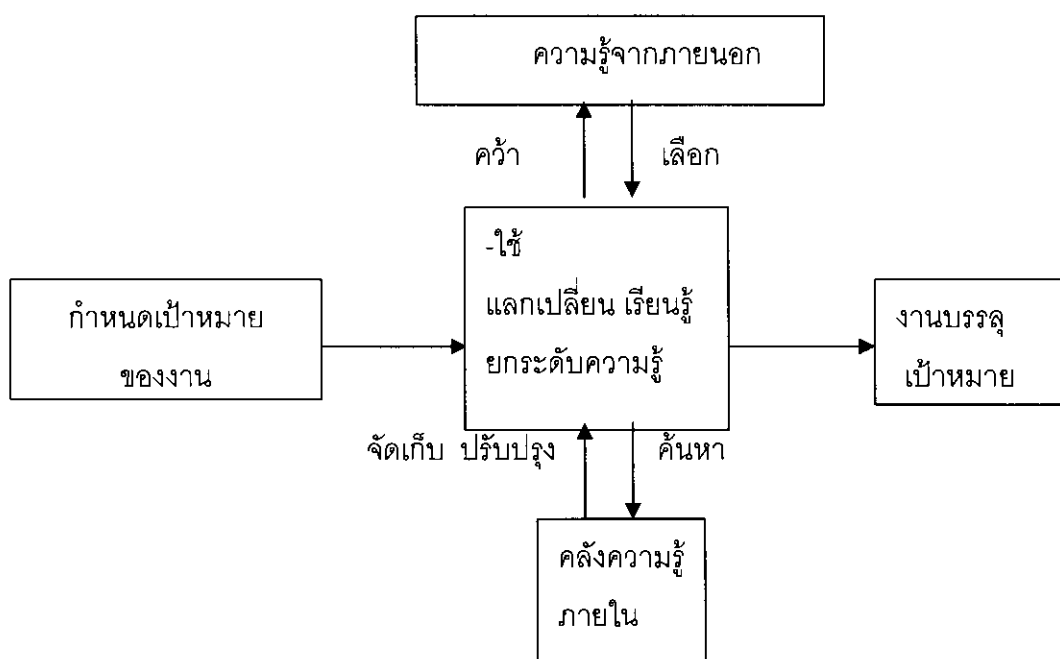 ความรู้จากภายนอก
คว้า
เลือก
-ใช้
แลกเปลี่ยน เรียนรู้
ยกระดับความรู้
กำหนดเป้าหมาย
ของงาน
งานบรรลุ
เป้าหมาย
จัดเก็บ ปรับปรุง
ค้นหา
คลังความรู้
ภายใน